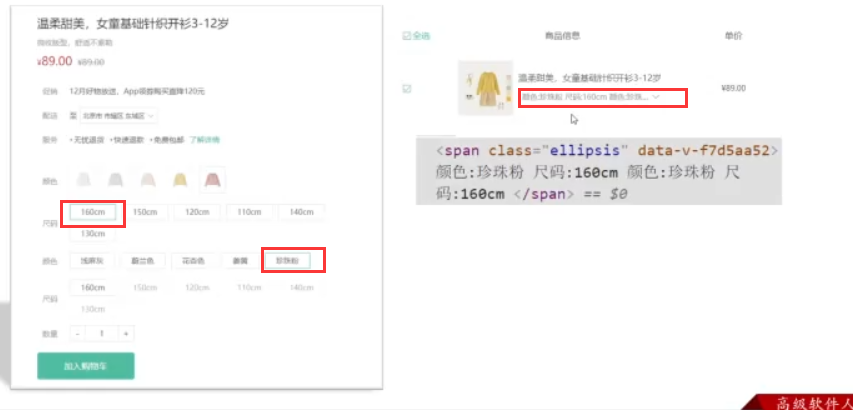 温柔甜美，女童基础针织开衫3-12岁
¥89.00 ¥89.00
促销 12月好物放送，App领券购买直降120元
配送 至 北京市 市辖区 东城区
服务 •无忧退货 •快速退款 •免费包邮 了解详情
颜色
尺码 160cm 150cm 120cm 110cm 140cm
130cm
颜色 浅麻灰 藕兰色 花杏色 姜黄 珍珠粉
尺码 160cm 150cm 120cm 110cm 140cm
130cm
数量 - 1 +
加入购物车
全选 商品信息 单价
温柔甜美，女童基础针织开衫3-12岁
颜色:珍珠粉 尺码:160cm 颜色:珍珠...
¥89.00
<span class="ellipsis" data-v-f7d5aa52>
颜色:珍珠粉 尺码:160cm 颜色:珍珠粉 尺
码:160cm </span> == $0
高级软件人